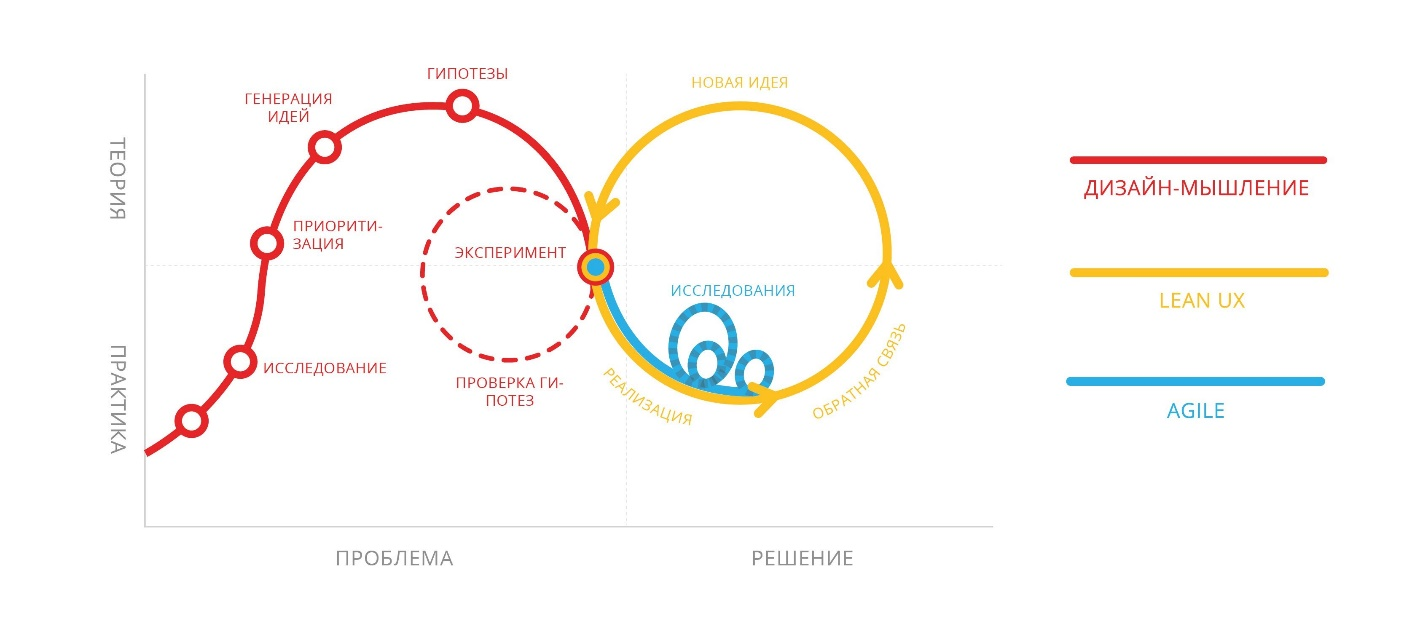 ГИПОТЕЗЫ
ГЕНЕРАЦИЯ
ИДЕЙ
НОВАЯ ИДЕЯ
ТЕОРИЯ
ПРИОРИТИ-
ЗАЦИЯ
ЭКСПЕРИМЕНТ
ИССЛЕДОВАНИЯ
ПРАКТИКА
ИССЛЕДОВАНИЕ
ПРОВЕРКА ГИ-
ПОТЕЗ
РЕАЛИЗАЦИЯ
ОБРАТНАЯ СВЯЗЬ
ПРОБЛЕМА
РЕШЕНИЕ
ДИЗАЙН-МЫШЛЕНИЕ
LEAN UX
AGILE